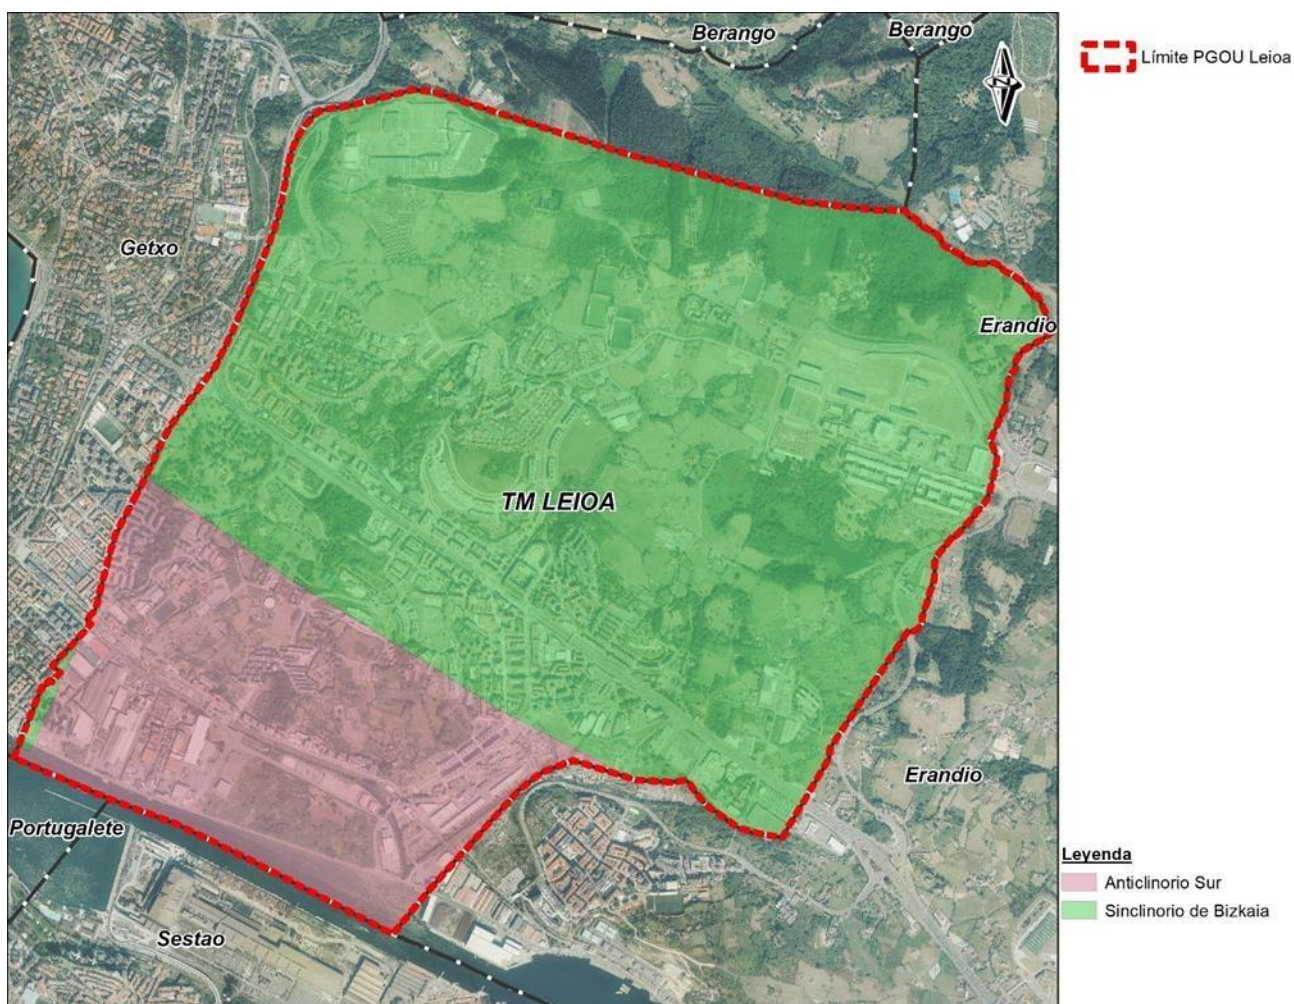 Berango
Berango
N
Límite PGOU Leioa
Getxo
Erandio
TM LEIOA
Erandio
Portugalete
Sestao
Leyenda
Anticlinorio Sur
Sinclinorio de Bizkaia